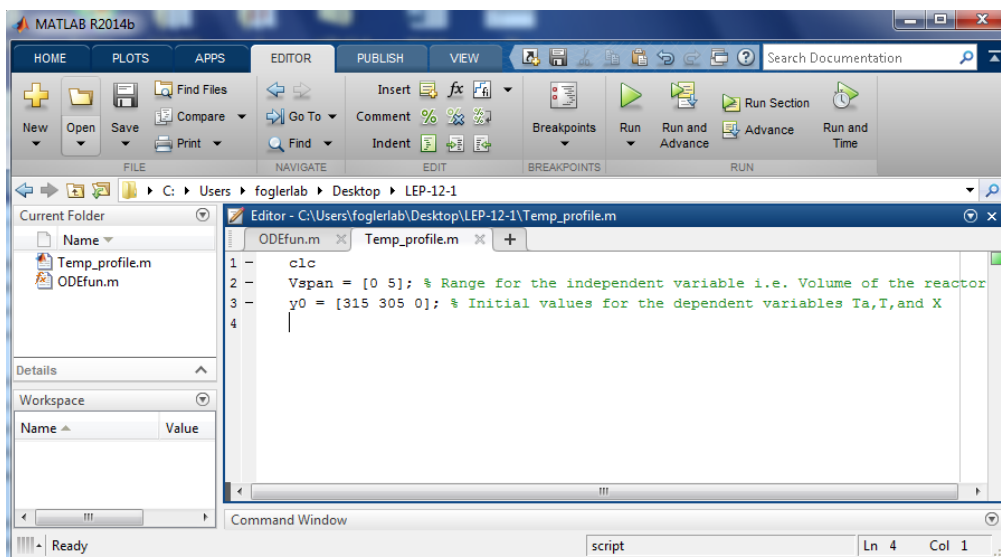 MATLAB R2014b
HOME PLOTS APPS EDITOR PUBLISH VIEW Search Documentation
New Open Save Find Files Compare Print
FILE
Go To Find
NAVIGATE
Insert fx
Comment
Indent
EDIT
Breakpoints
BREAKPOINTS
Run Run and Advance Run Section Advance Run and Time
RUN
C: Users foglerlab Desktop LEP-12-1
Current Folder
Name
Temp_profile.m
ODEfun.m
Details
Workspace
Name Value
Editor - C:\Users\foglerlab\Desktop\LEP-12-1\Temp_profile.m
ODEfun.m Temp_profile.m
1 clc
2 Vspan = [0 5]; % Range for the independent variable i.e. Volume of the reactor
3 y0 = [315 305 0]; % Initial values for the dependent variables Ta,T,and X
4
Command Window
Ready script Ln 4 Col 1